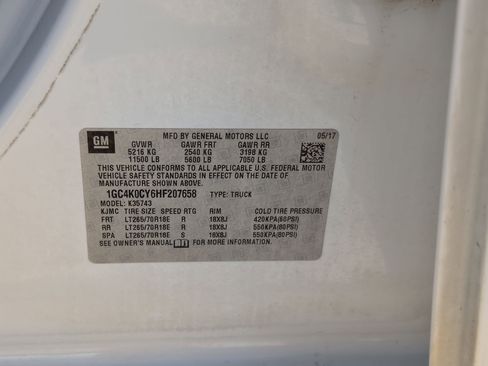 GM
MFD BY GENERAL MOTORS LLC 05/17
GVWR GAWR FRT GAWR RR
5216 KG 2540 KG 3198 KG
11500 LB 5600 LB 7050 LB
THIS VEHICLE CONFORMS TO ALL APPLICABLE U.S. FEDERAL MOTOR
VEHICLE SAFETY STANDARDS IN EFFECT ON THE DATE OF
MANUFACTURE SHOWN ABOVE.
1GC4K0CY6HF207658 TYPE: TRUCK
MODEL: K35743
KJMC TIRE SIZE SPEED RTG RIM COLD TIRE PRESSURE
FRT LT265/70R18E R 18X8J 420KPA(60PSI)
RR LT265/70R18E R 18X8J 550KPA(80PSI)
SPA LT265/70R18E S 18X8J 550KPA(80PSI)
SEE OWNER'S MANUAL FOR MORE INFORMATION.